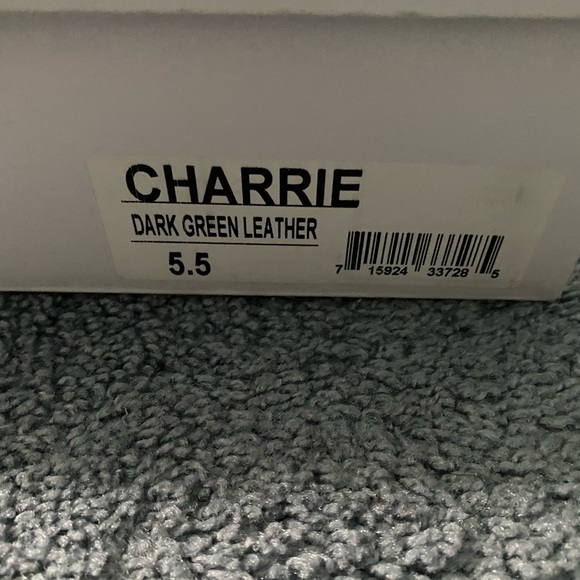 CHARRIE
DARK GREEN LEATHER
5.5
7 15924 33728 5